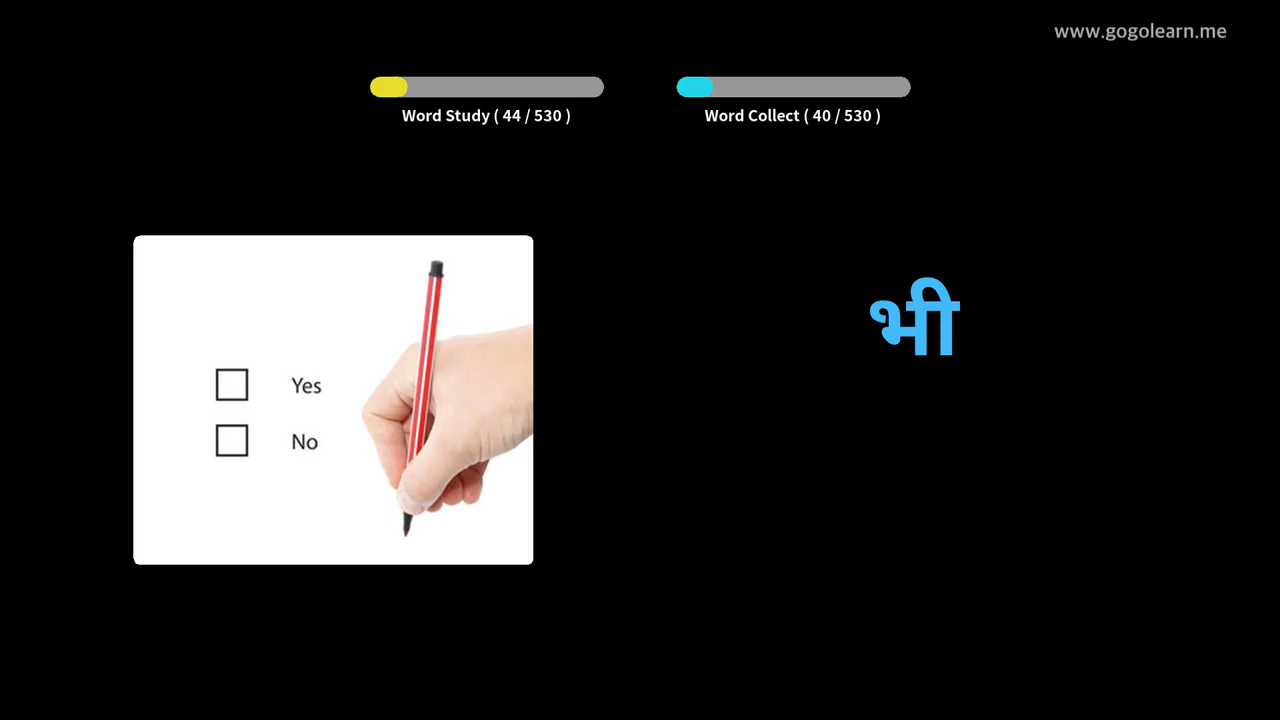 www.gogolearn.me
Word Study ( 44 / 530 )
Word Collect ( 40 / 530 )
Yes
No
भी